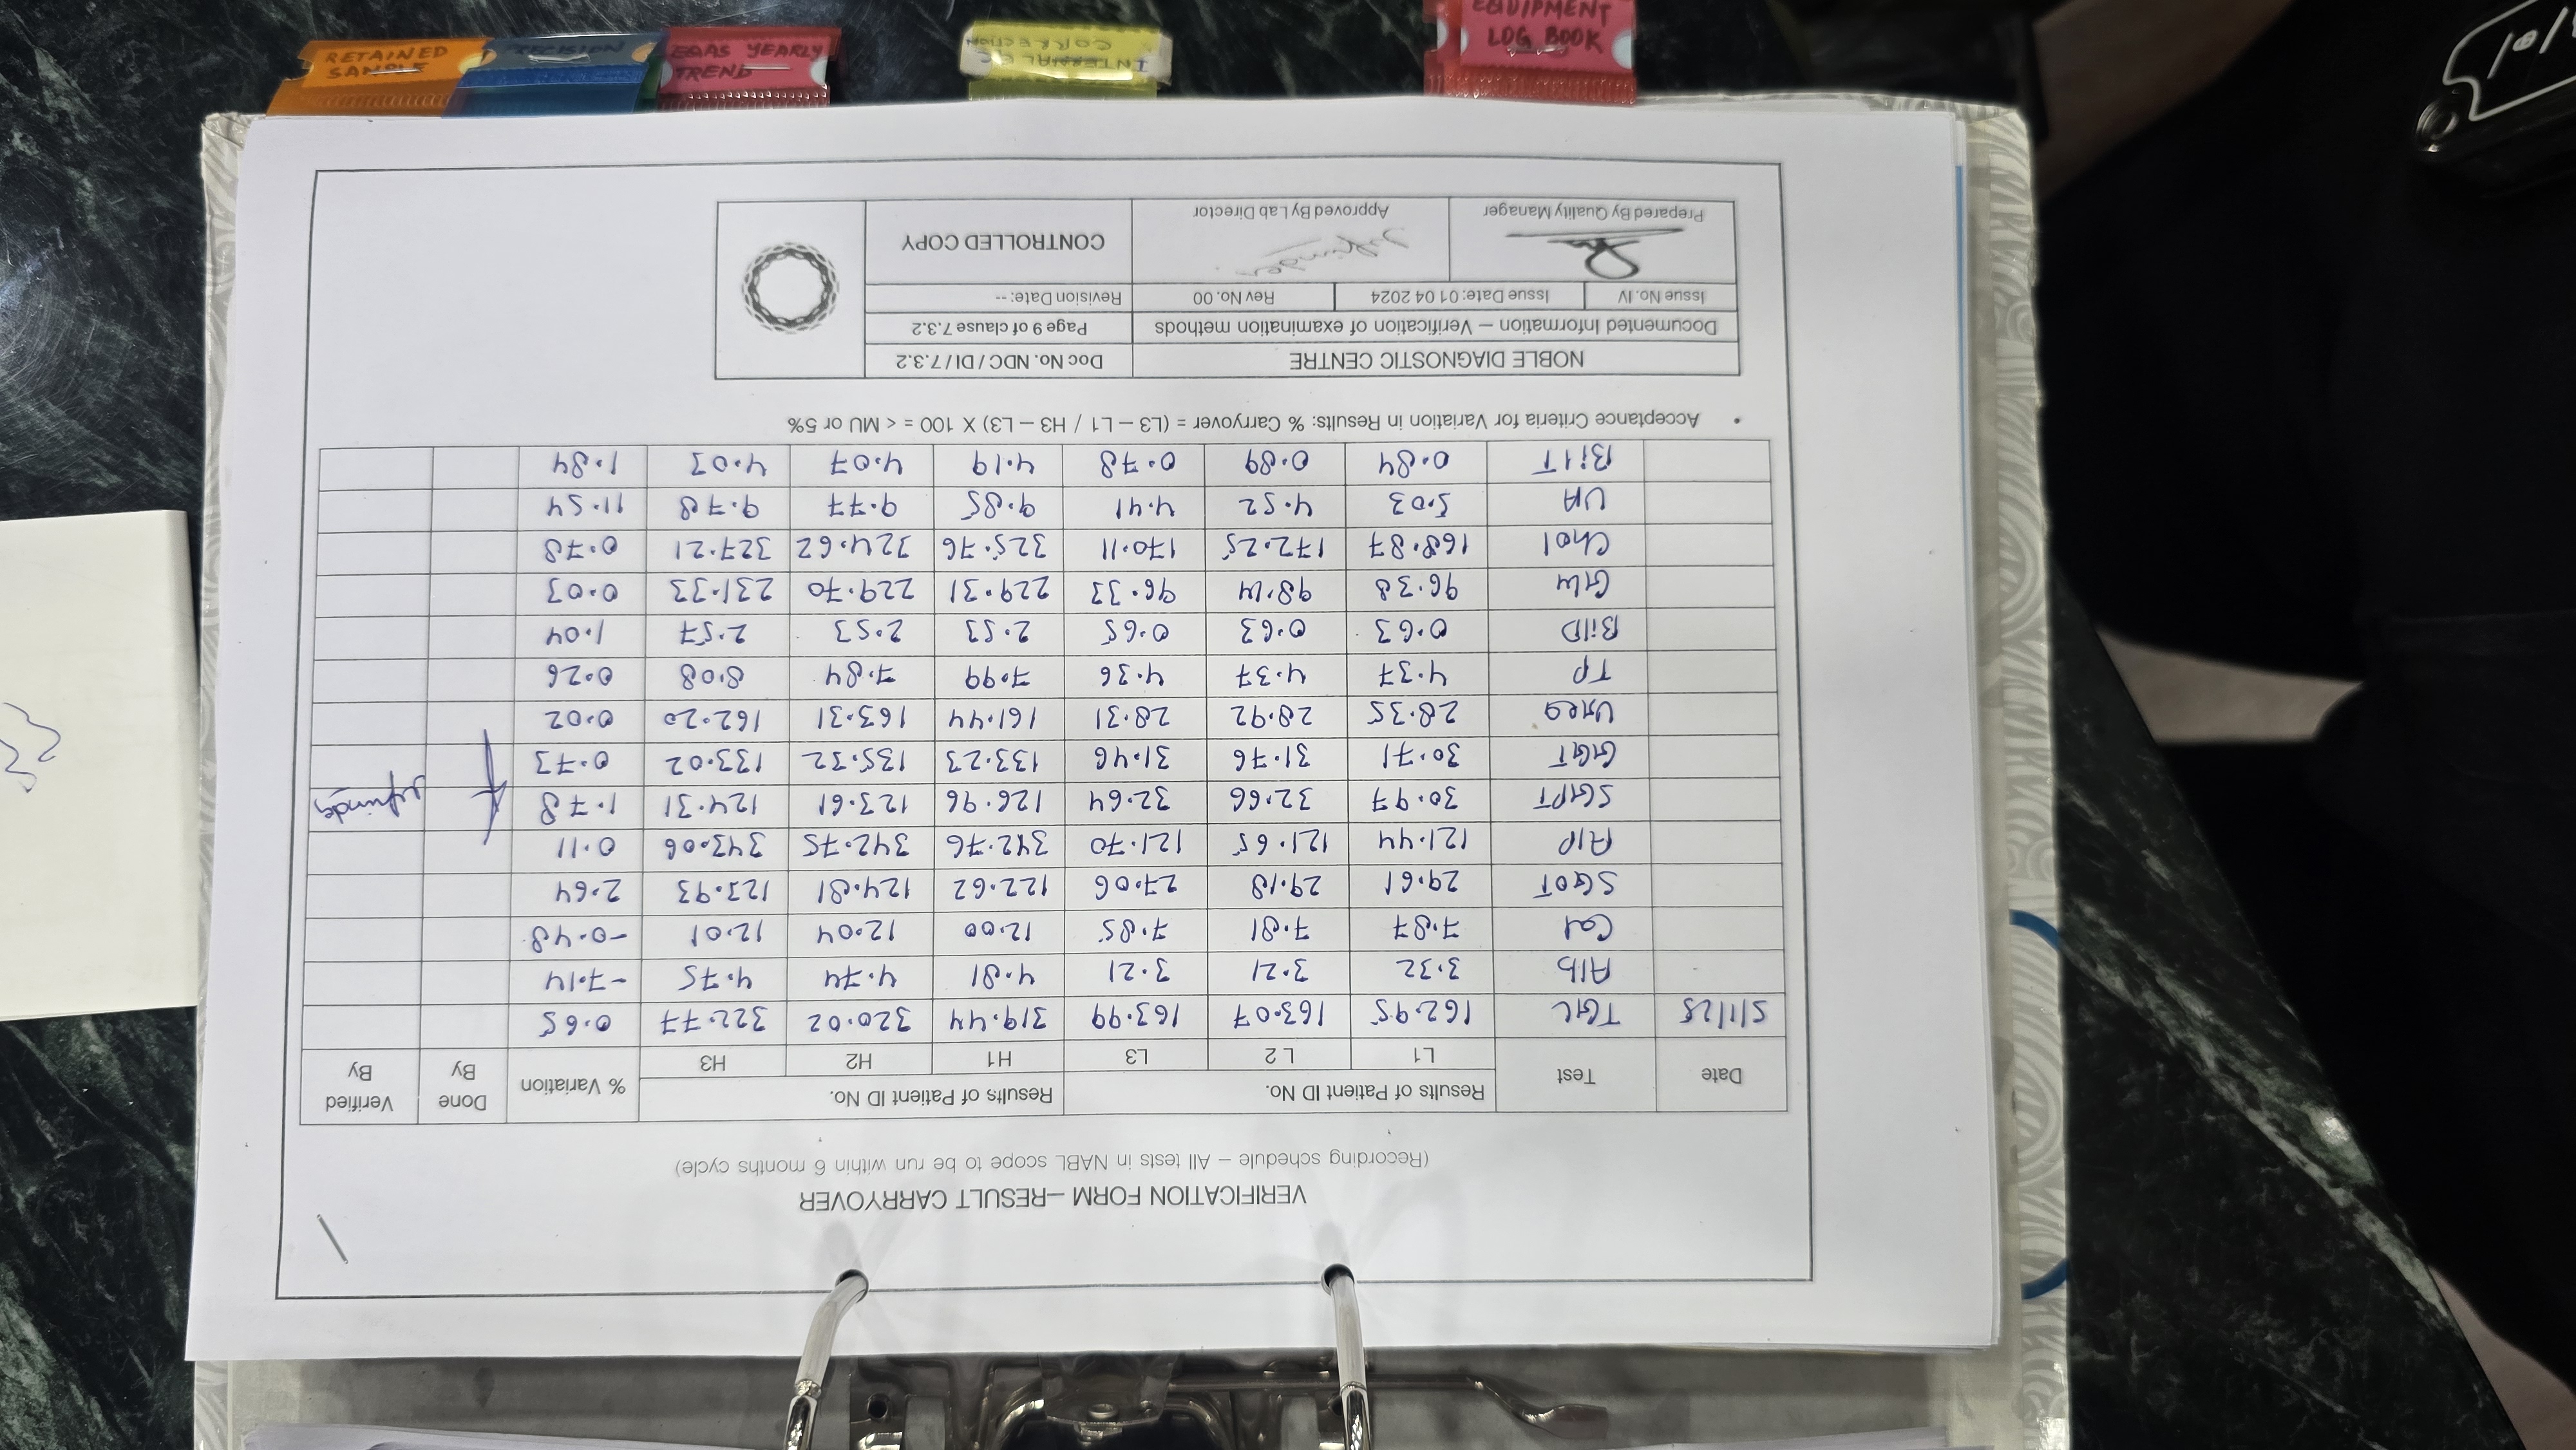 VERIFICATION FORM –RESULT CARRYOVER
(Recording schedule – All tests in NABL scope to be run within 6 months cycle)
Date Test Results of Patient ID No. Results of Patient ID No. % Variation Done By Verified By
L1 L 2 L3 H1 H2 H3
5/1/25 TGL 162.95 163.07 163.99 319.44 320.02 322.77 0.65
Alb 3.32 3.21 3.21 4.81 4.74 4.75 -7.14
Cal 7.87 7.81 7.85 12.00 12.04 12.01 -0.48
SGOT 29.61 29.18 27.06 122.62 124.81 123.93 2.64
AlP 121.44 121.65 121.70 342.76 342.75 343.06 0.11
SGPT 30.97 32.66 32.64 126.96 123.61 124.31 1.78
GGT 30.71 31.76 31.46 133.23 135.32 133.02 0.73
Urea 28.35 28.92 28.31 161.44 163.31 162.20 0.02
TP 4.37 4.37 4.36 7.99 7.84 8.08 0.26
BilD 0.63 0.63 0.65 2.53 2.53 2.57 1.04
Glu 96.38 98.14 96.33 229.31 229.70 231.33 0.03
Chol 168.87 172.25 170.11 325.76 324.62 327.21 0.78
UA 5.03 4.52 4.41 9.85 9.77 9.78 11.54
BilT 0.84 0.89 0.78 4.19 4.07 4.03 1.84
• Acceptance Criteria for Variation in Results: % Carryover = (L3 – L1 / H3 – L3) X 100 = < MU or 5%
NOBLE DIAGNOSTIC CENTRE Doc No. NDC / DI / 7.3.2
Documented Information – Verification of examination methods Page 9 of clause 7.3.2
Issue No. IV Issue Date: 01 04 2024 Rev No. 00 Revision Date: --
Prepared By Quality Manager Approved By Lab Director CONTROLLED COPY
EQUIPMENT
LOG BOOK
INTERNAL
CORRECTION
EQAS YEARLY
TREND
RETAINED
SAMPLE